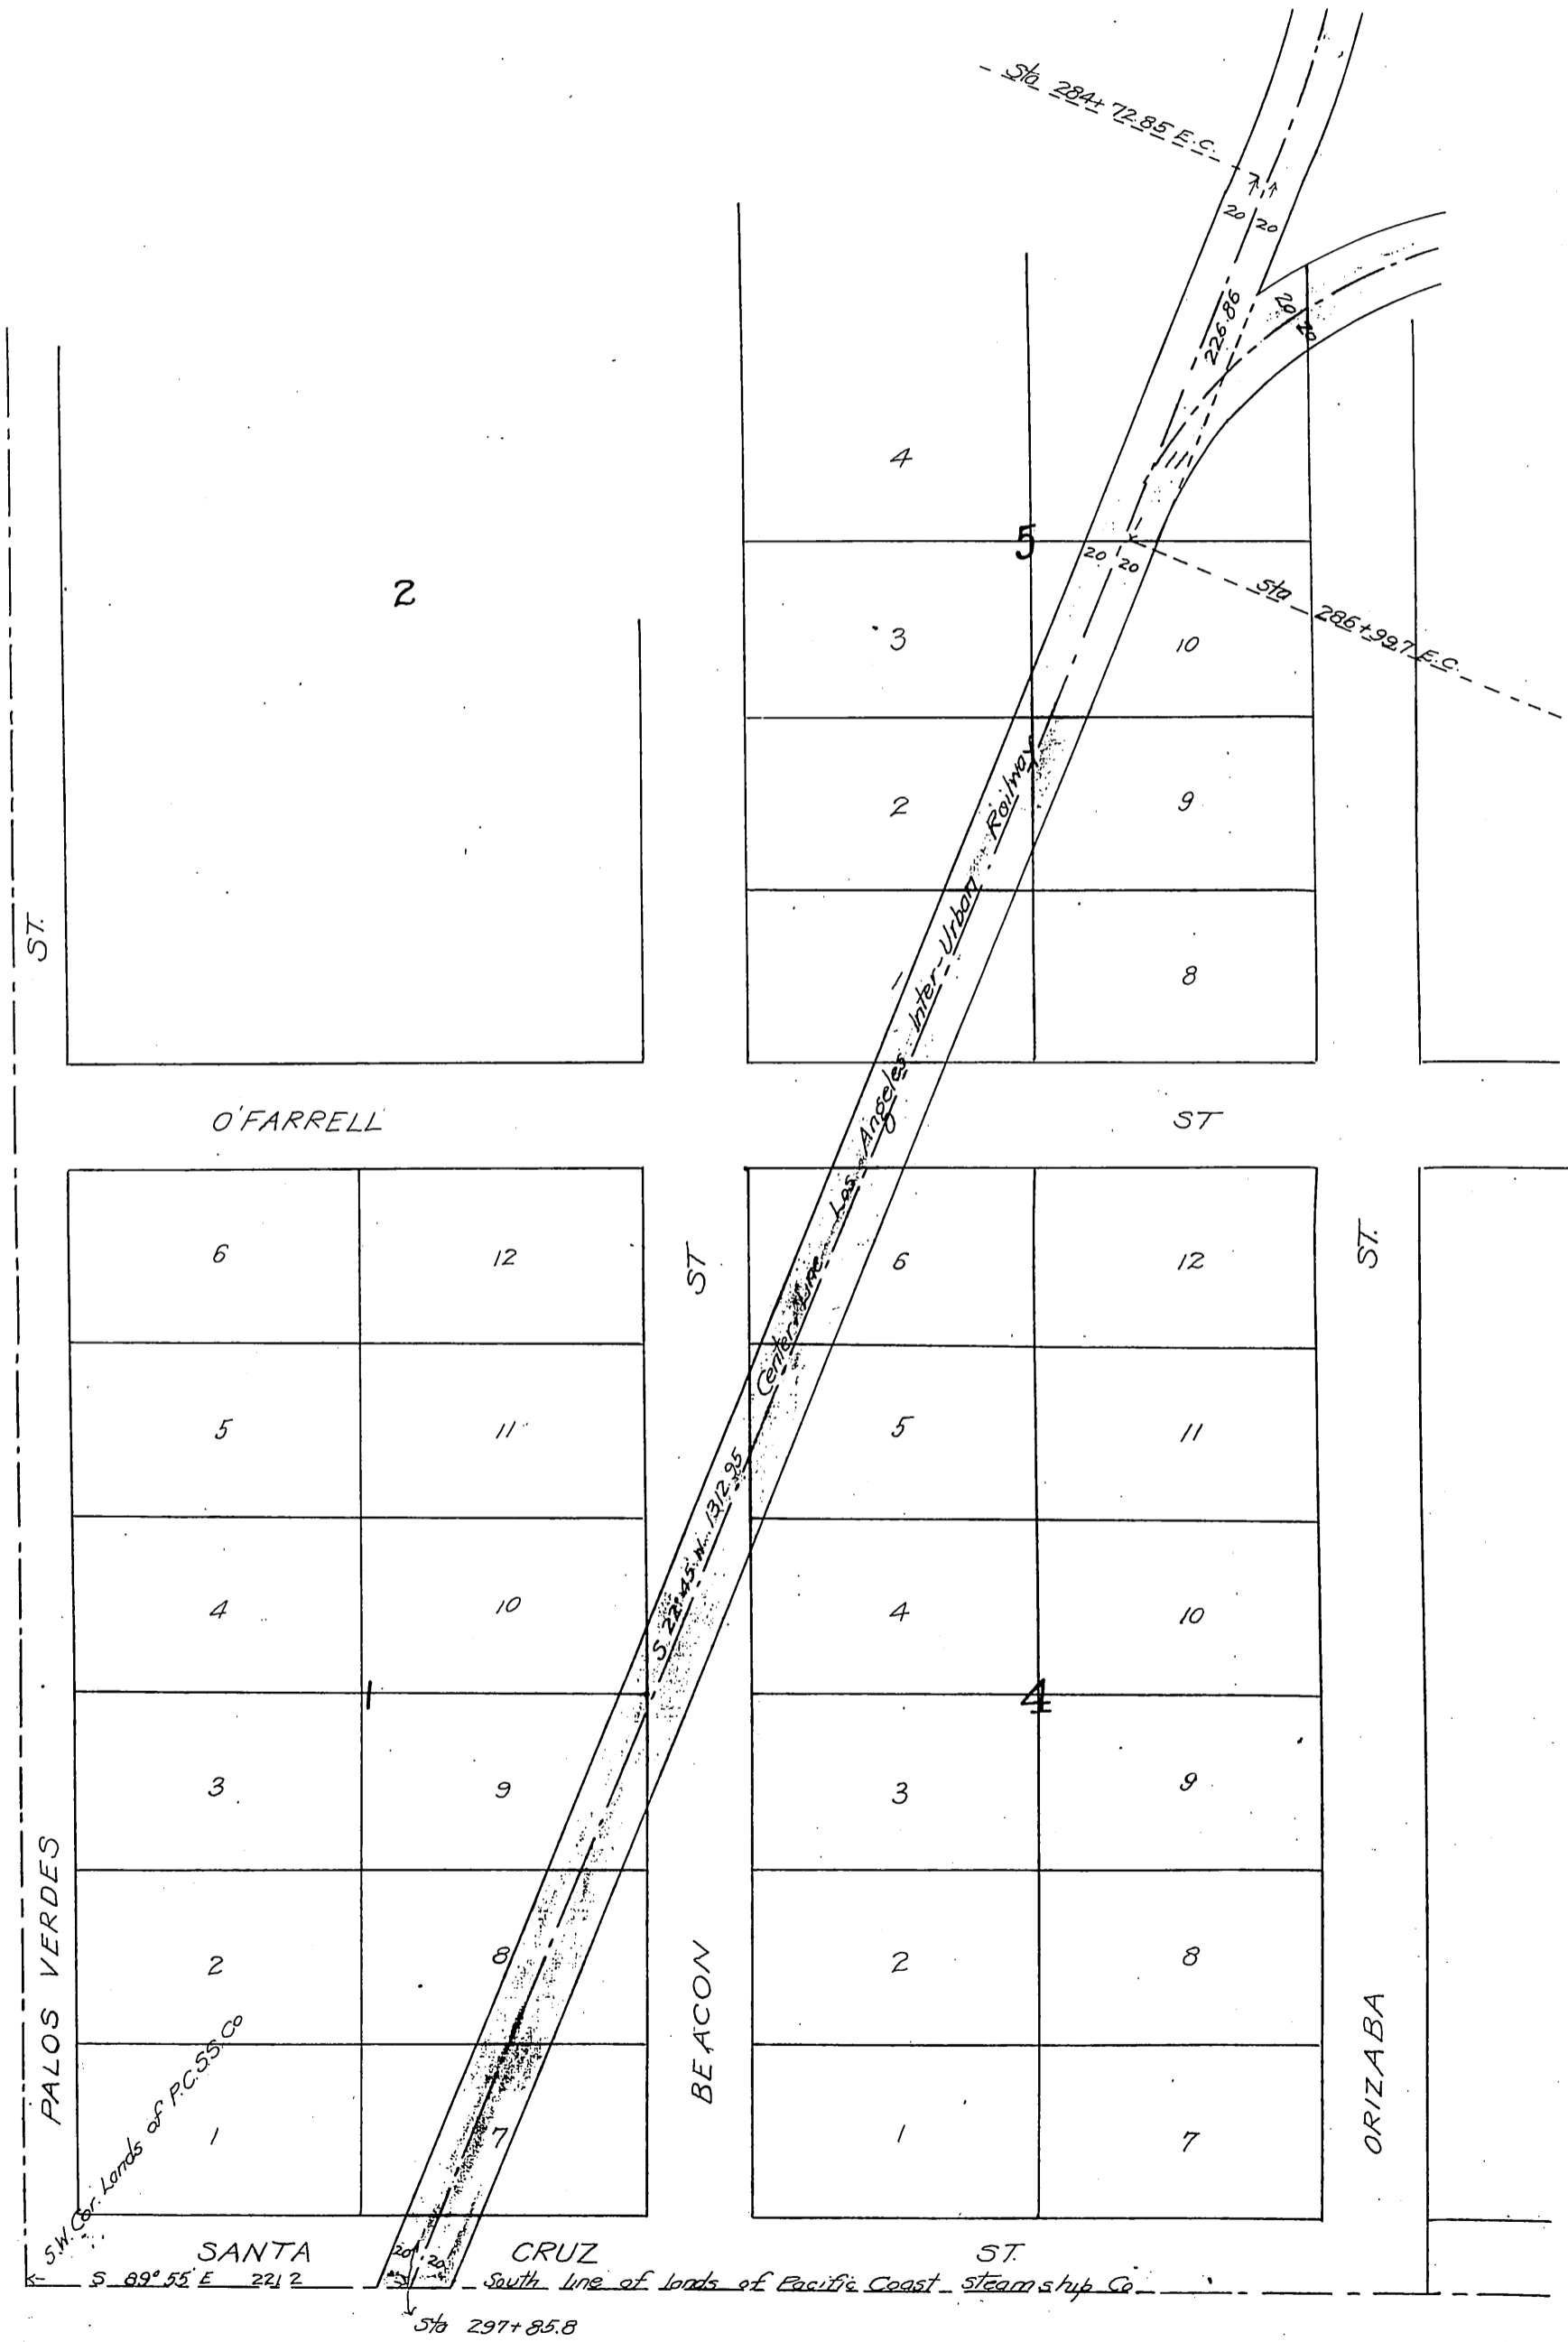 Sta 284+72.85 E.C.
20 20
226.86
20 20
4
5
20 20
Sta 286+99.7 E.C.
2
3
10
2
9
8
ST.
O'FARRELL ST
6 12
6 12
ST
ST.
5 11
5 11
4 10
4 10
1
4
3 9
3 9
2 8
2 8
1 7
1 7
S 22° 45' W. 1312.95 Center Line Los Angeles Inter-Urban Railway
PALOS VERDES
BEACON
ORIZABA
S.W. Cor. Lands of P.C.S.S. Co
SANTA CRUZ ST.
20 20
S 89° 55' E 221.2 South line of lands of Pacific Coast Steamship Co.
Sta 297+85.8